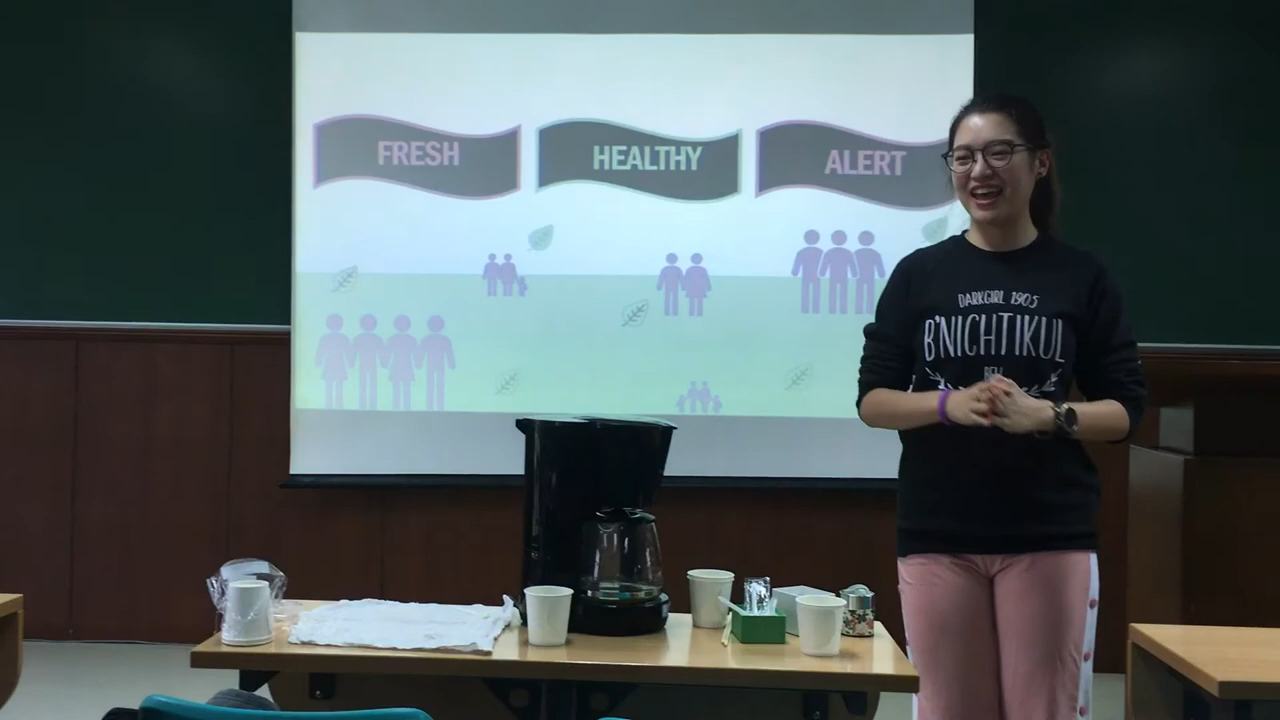 FRESH
HEALTHY
ALERT
DARKGIRL 1905
B'NICHTIKUL